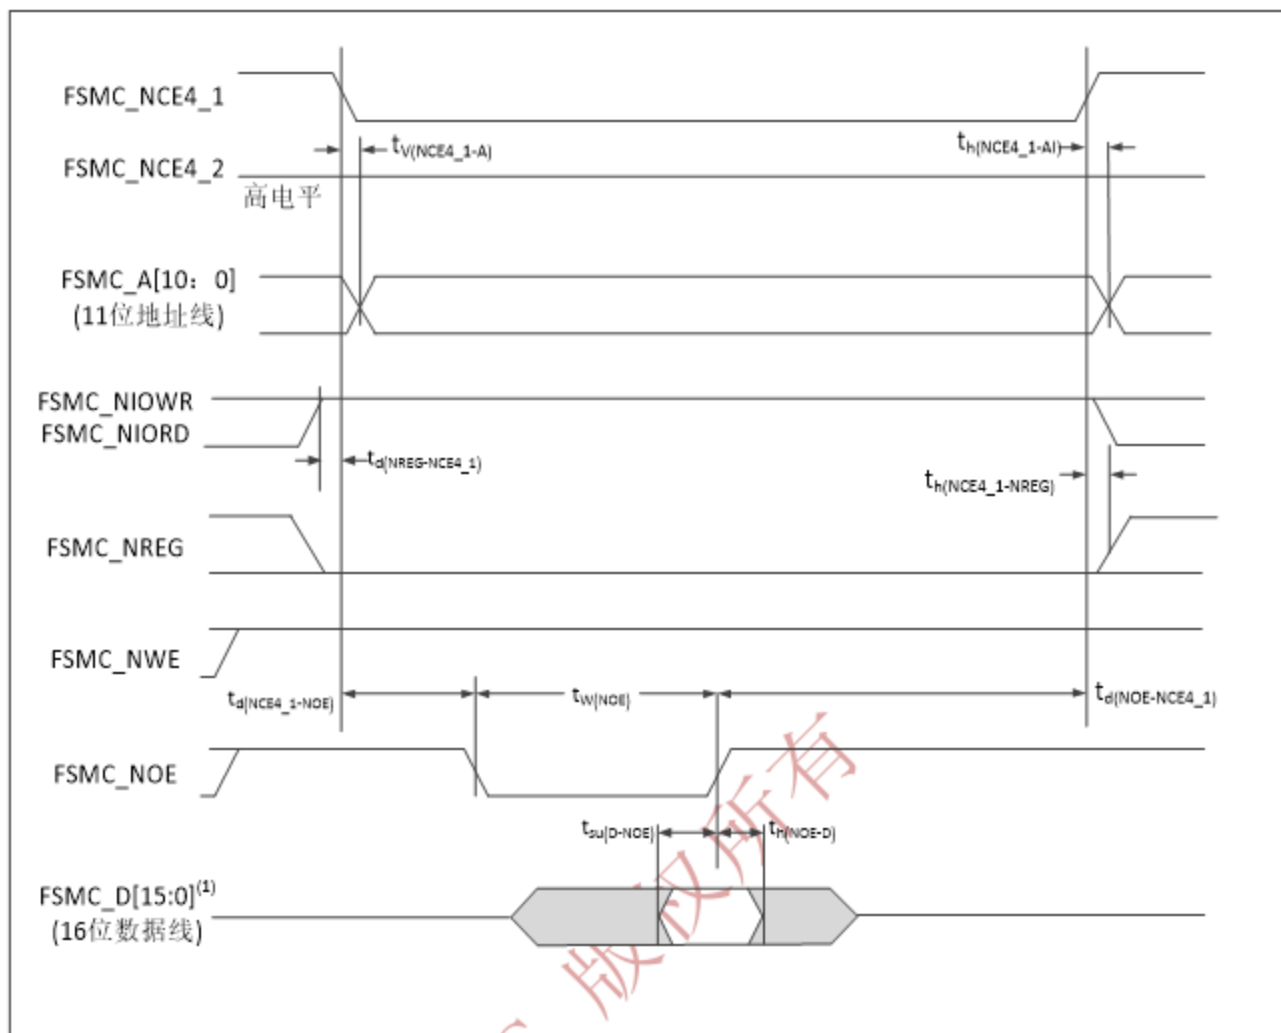 FSMC_NCE4_1
tV(NCE4_1-A)
th(NCE4_1-AI)
FSMC_NCE4_2
高电平
FSMC_A[10：0]
(11位地址线)
FSMC_NIOWR
FSMC_NIORD
td(NREG-NCE4_1)
th(NCE4_1-NREG)
FSMC_NREG
FSMC_NWE
td(NCE4_1-NOE)
tW(NOE)
td(NOE-NCE4_1)
FSMC_NOE
tsu(D-NOE)
th(NOE-D)
FSMC_D[15:0](1)
(16位数据线)
版权所有